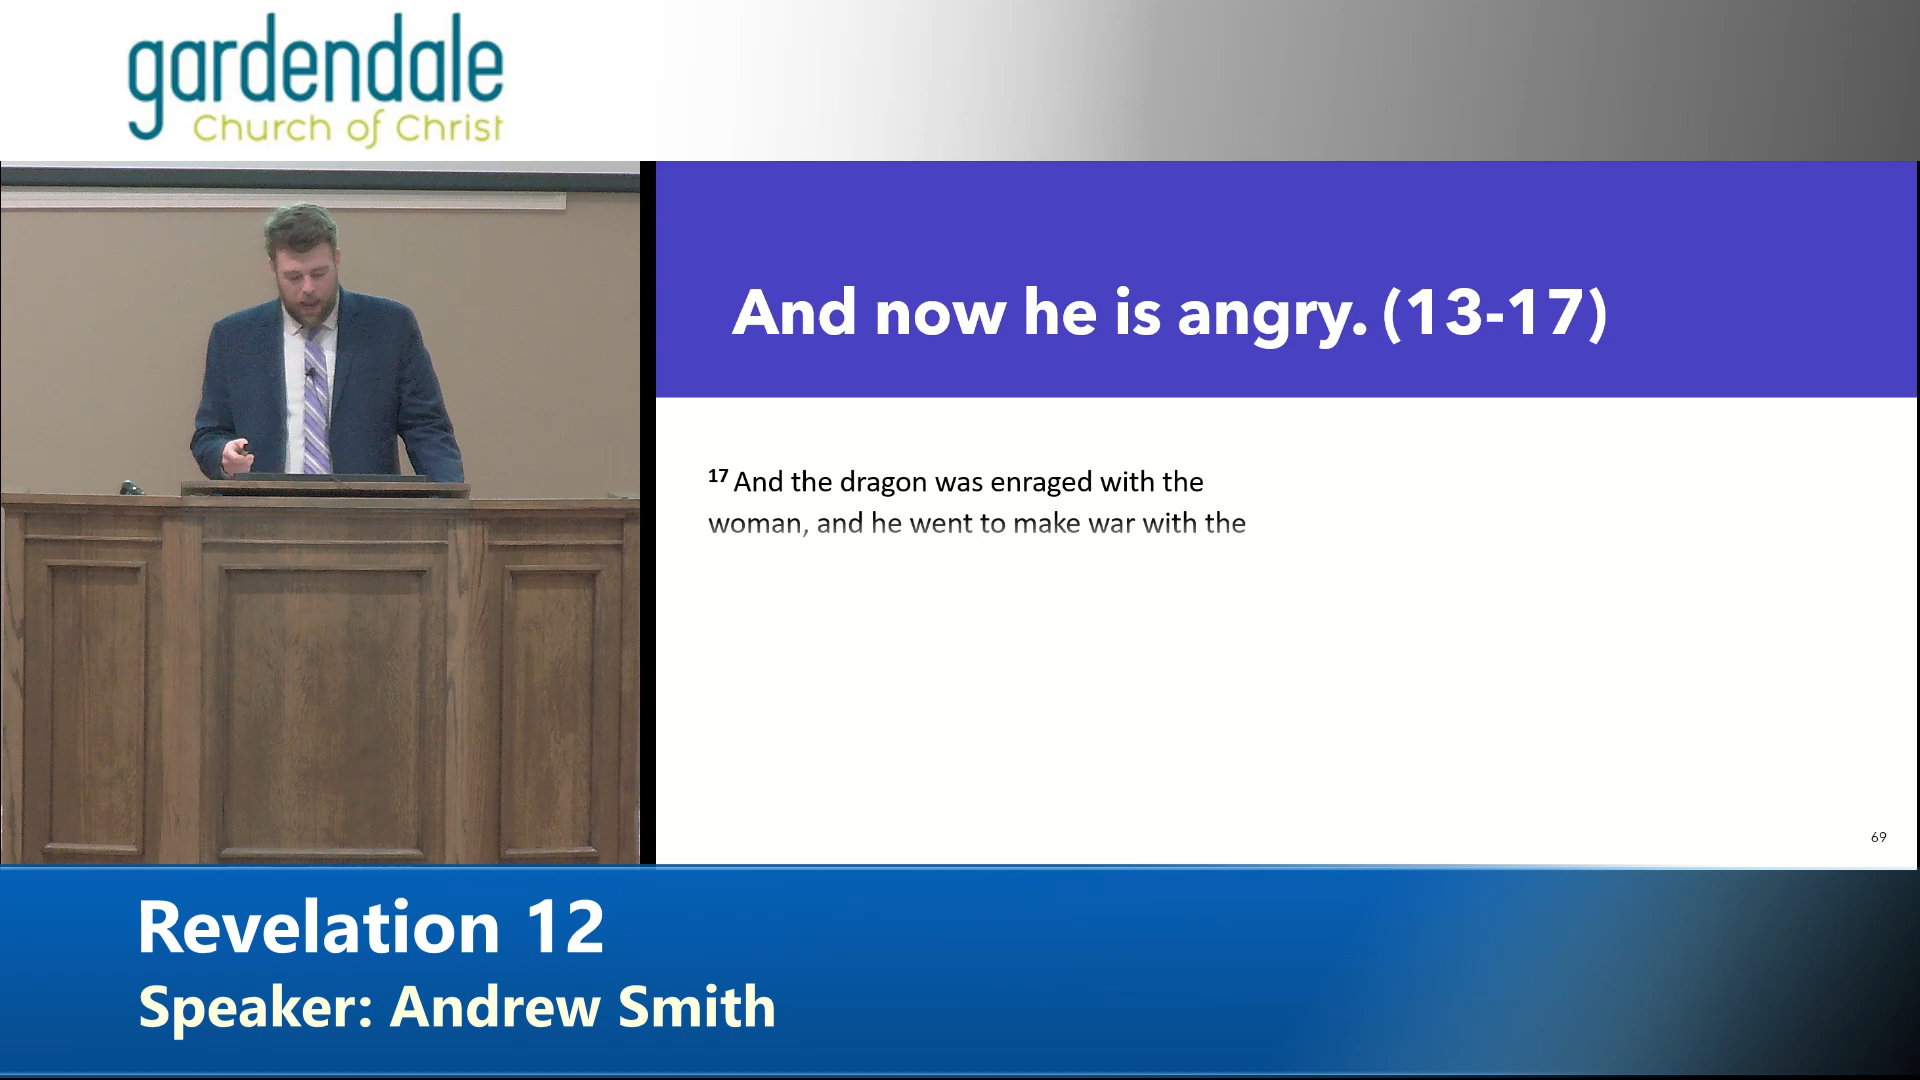 gardendale
Church of Christ
And now he is angry. (13-17)
17 And the dragon was enraged with the
woman, and he went to make war with the
69
Revelation 12
Speaker: Andrew Smith